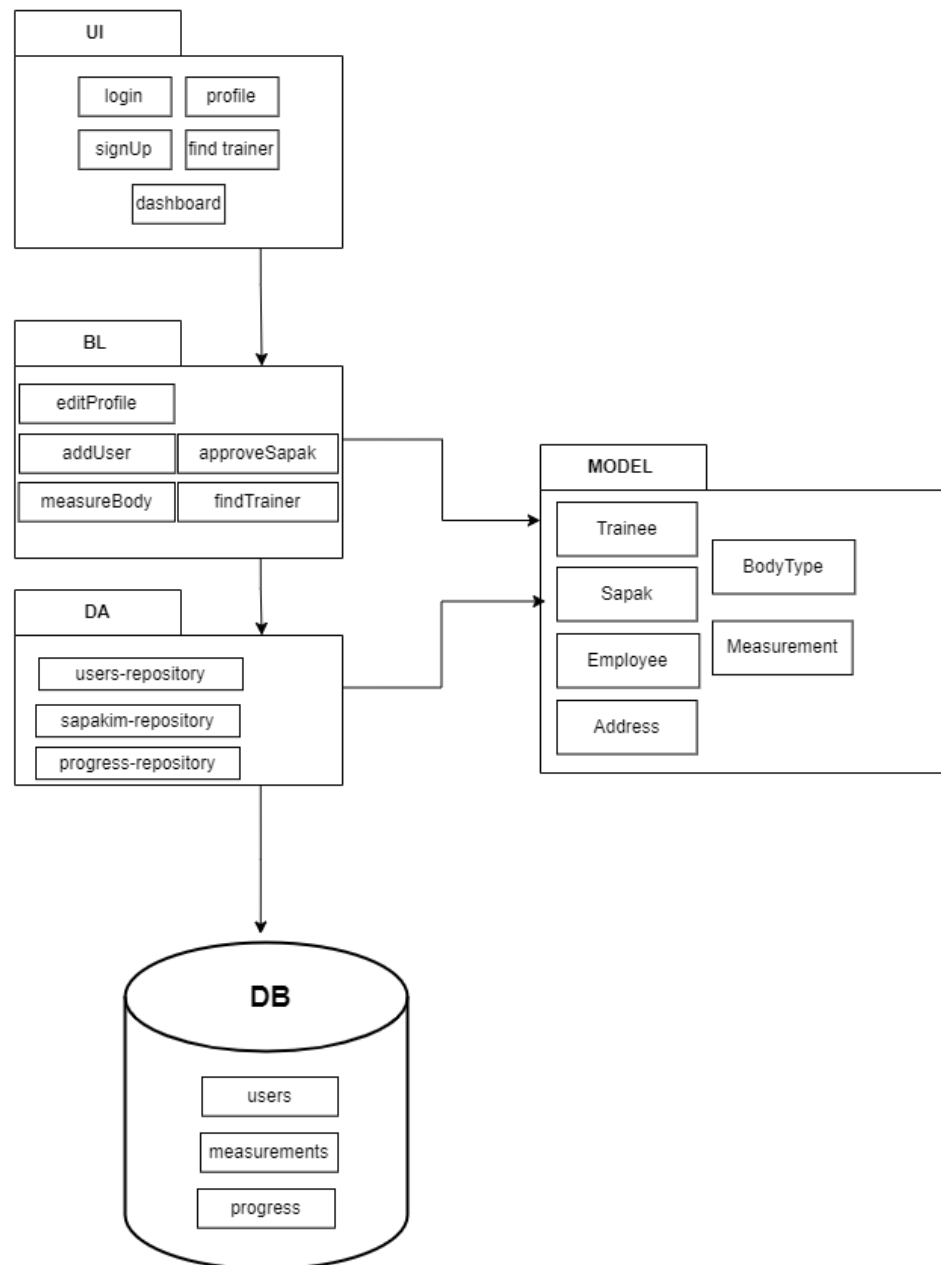 UI
login
profile
signUp
find trainer
dashboard
BL
editProfile
addUser
approveSapak
measureBody
findTrainer
MODEL
Trainee
BodyType
Sapak
Measurement
Employee
Address
DA
users-repository
sapakim-repository
progress-repository
DB
users
measurements
progress